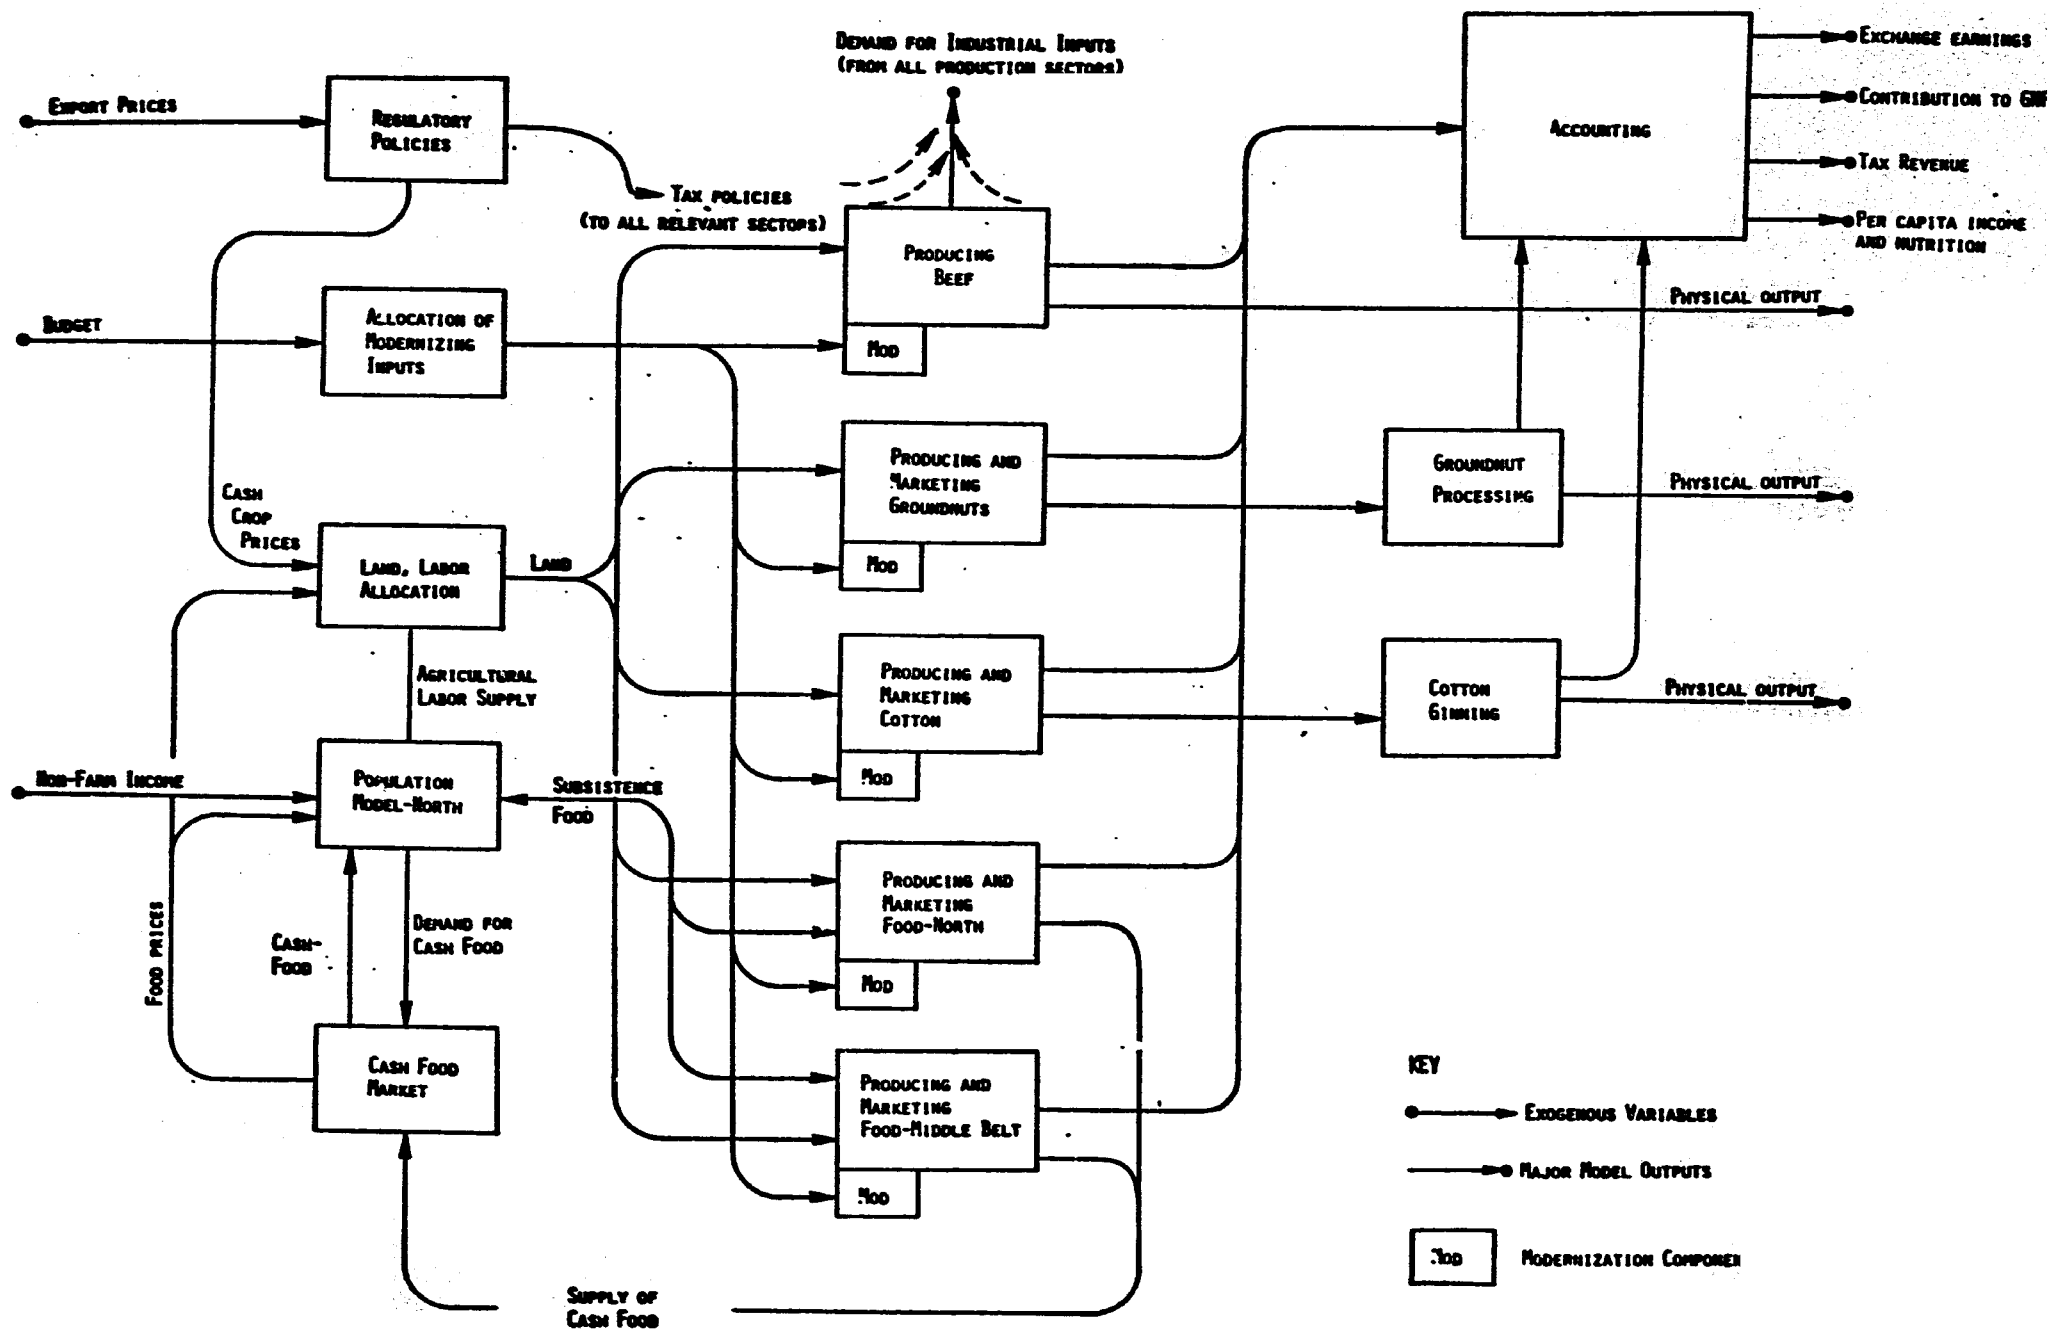 DEMAND FOR INDUSTRIAL INPUTS
(FROM ALL PRODUCTION SECTORS)
EXPORT PRICES
REGULATORY
POLICIES
TAX POLICIES
(TO ALL RELEVANT SECTORS)
ACCOUNTING
EXCHANGE EARNINGS
CONTRIBUTION TO GNP
TAX REVENUE
PER CAPITA INCOME
AND NUTRITION
PRODUCING
BEEF
MOD
PHYSICAL OUTPUT
BUDGET
ALLOCATION OF
MODERNIZING
INPUTS
PRODUCING AND
MARKETING
GROUNDNUTS
MOD
GROUNDNUT
PROCESSING
PHYSICAL OUTPUT
CASH
CROP
PRICES
LAND, LABOR
ALLOCATION
LAND
AGRICULTURAL
LABOR SUPPLY
PRODUCING AND
MARKETING
COTTON
MOD
COTTON
GINNING
PHYSICAL OUTPUT
NON-FARM INCOME
POPULATION
MODEL-NORTH
SUBSISTENCE
FOOD
PRODUCING AND
MARKETING
FOOD-NORTH
MOD
FOOD PRICES
CASH-
FOOD
DEMAND FOR
CASH FOOD
CASH FOOD
MARKET
PRODUCING AND
MARKETING
FOOD-MIDDLE BELT
MOD
SUPPLY OF
CASH FOOD
KEY
EXOGENOUS VARIABLES
MAJOR MODEL OUTPUTS
MOD
MODERNIZATION COMPONEN